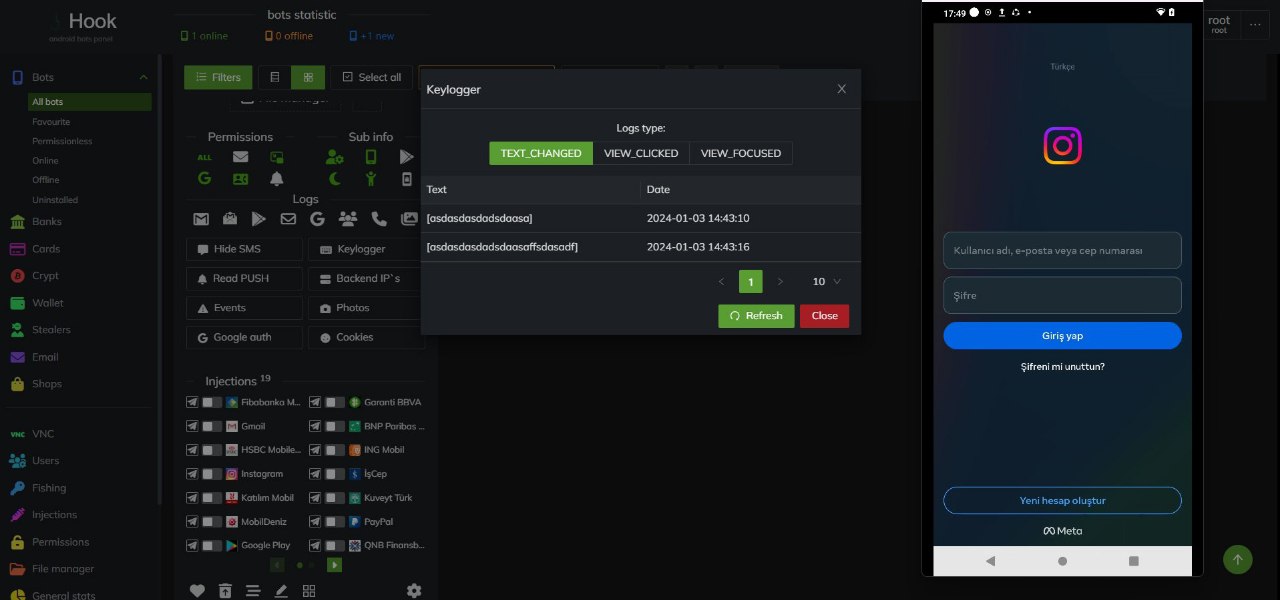 Hook
android bots panel
bots statistic
1 online
0 offline
+1 new
root
root
Bots
All bots
Favourite
Permissionless
Online
Offline
Uninstalled
Banks
Cards
Crypt
Wallet
Stealers
Email
Shops
VNC
VNC
Users
Fishing
Injections
Permissions
File manager
General stats
Filters
Select all
File manager
Permissions
Sub info
ALL
Logs
Hide SMS
Keylogger
Read PUSH
Backend IP`s
Events
Photos
Google auth
Cookies
Injections 19
Fibabanka M...
Garanti BBVA
Gmail
BNP Paribas ...
HSBC Mobile...
ING Mobil
Instagram
İşCep
Katılım Mobil
Kuveyt Türk
MobilDeniz
PayPal
Google Play
QNB Finansb...
Keylogger
Logs type:
TEXT_CHANGED
VIEW_CLICKED
VIEW_FOCUSED
Text
Date
[asdasdasdadsdaasa]
2024-01-03 14:43:10
[asdasdasdadsdaasaffsdasadf]
2024-01-03 14:43:16
1
10
Refresh
Close
17:49
Türkçe
Kullanıcı adı, e-posta veya cep numarası
Şifre
Giriş yap
Şifreni mi unuttun?
Yeni hesap oluştur
Meta